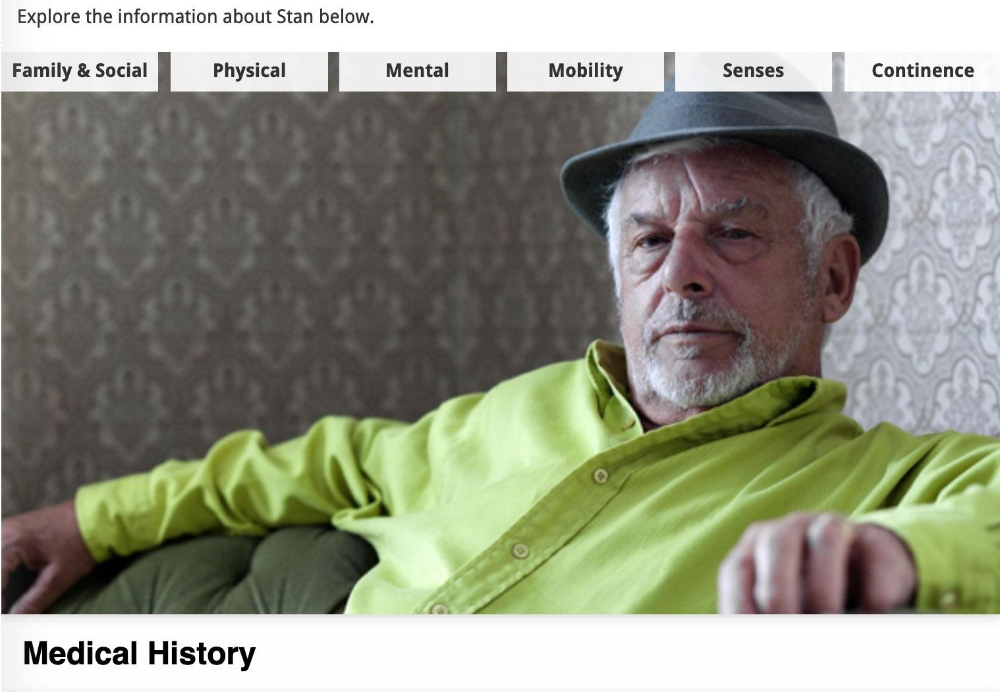 Explore the information about Stan below.
Family & Social Physical Mental Mobility Senses Continence
Medical History